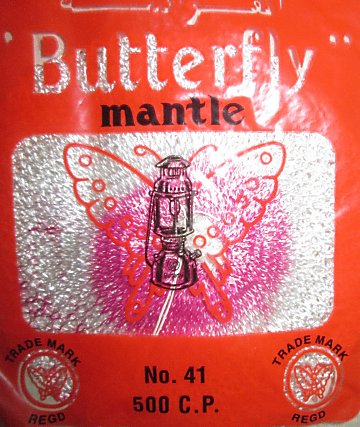 "Butterfly"
mantle
TRADE MARK
REGD
No. 41
500 C.P.
TRADE MARK
REGD